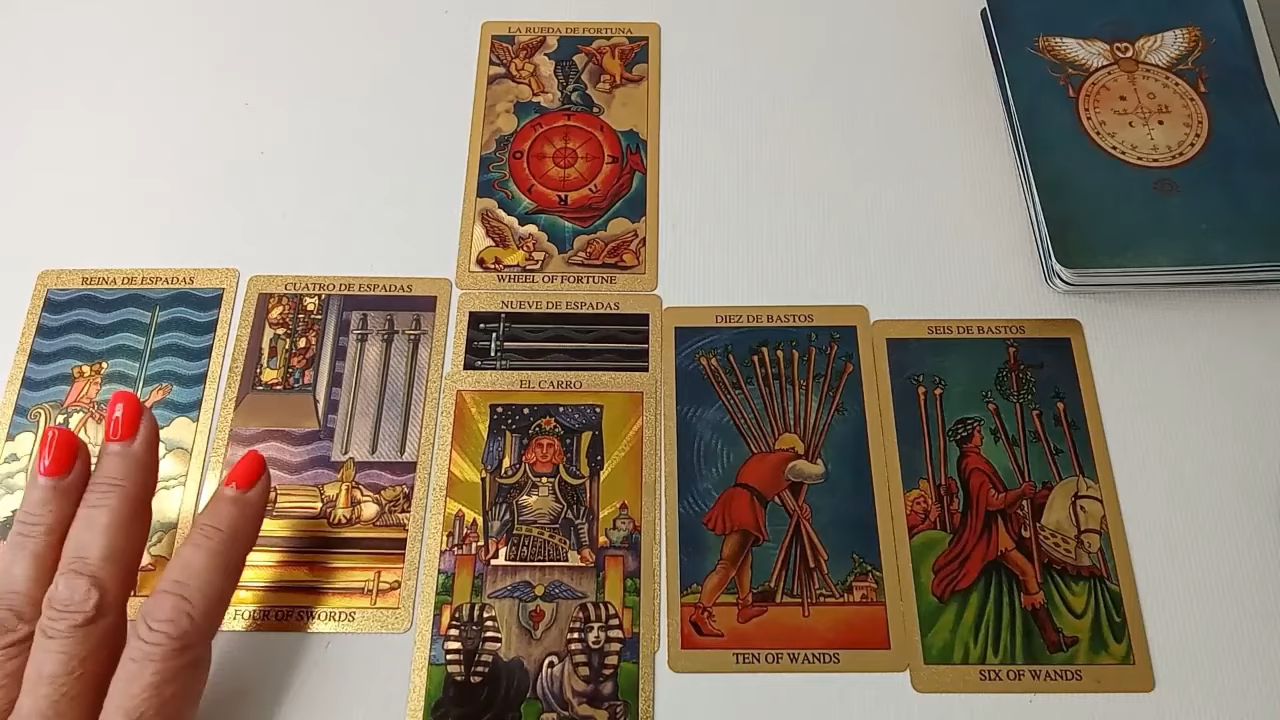 LA RUEDA DE FORTUNA
WHEEL OF FORTUNE
REINA DE ESPADAS
CUATRO DE ESPADAS
FOUR OF SWORDS
NUEVE DE ESPADAS
EL CARRO
DIEZ DE BASTOS
TEN OF WANDS
SEIS DE BASTOS
SIX OF WANDS